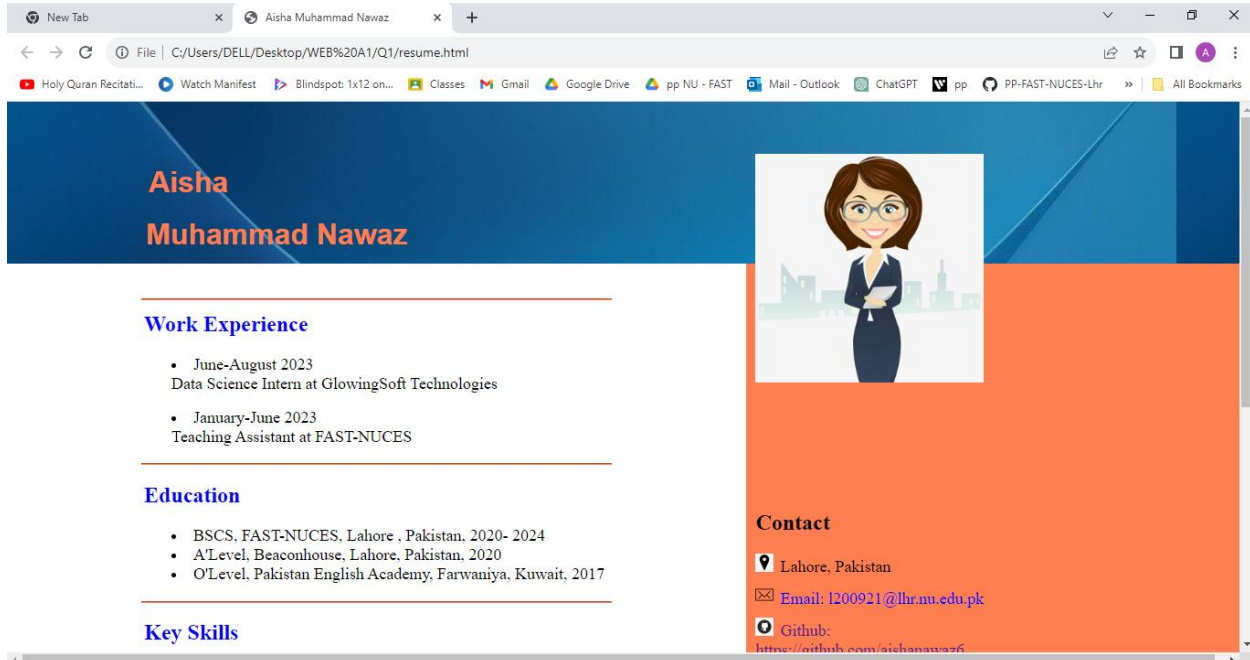 New Tab
Aisha Muhammad Nawaz
File | C:/Users/DELL/Desktop/WEB%20A1/Q1/resume.html
A
Holy Quran Recitati... Watch Manifest Blindspot: 1x12 on... Classes Gmail Google Drive pp NU - FAST Mail - Outlook ChatGPT pp PP-FAST-NUCES-Lhr » All Bookmarks
Aisha
Muhammad Nawaz
Work Experience
• June-August 2023
Data Science Intern at GlowingSoft Technologies
• January-June 2023
Teaching Assistant at FAST-NUCES
Education
• BSCS, FAST-NUCES, Lahore , Pakistan, 2020- 2024
• A'Level, Beaconhouse, Lahore, Pakistan, 2020
• O'Level, Pakistan English Academy, Farwaniya, Kuwait, 2017
Key Skills
Contact
Lahore, Pakistan
Email: l200921@lhr.nu.edu.pk
Github:
https://github.com/aishanawaz6